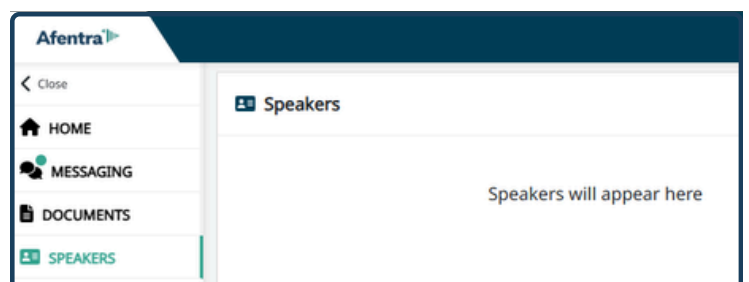 Afentra
Close
HOME
MESSAGING
DOCUMENTS
SPEAKERS
Speakers
Speakers will appear here